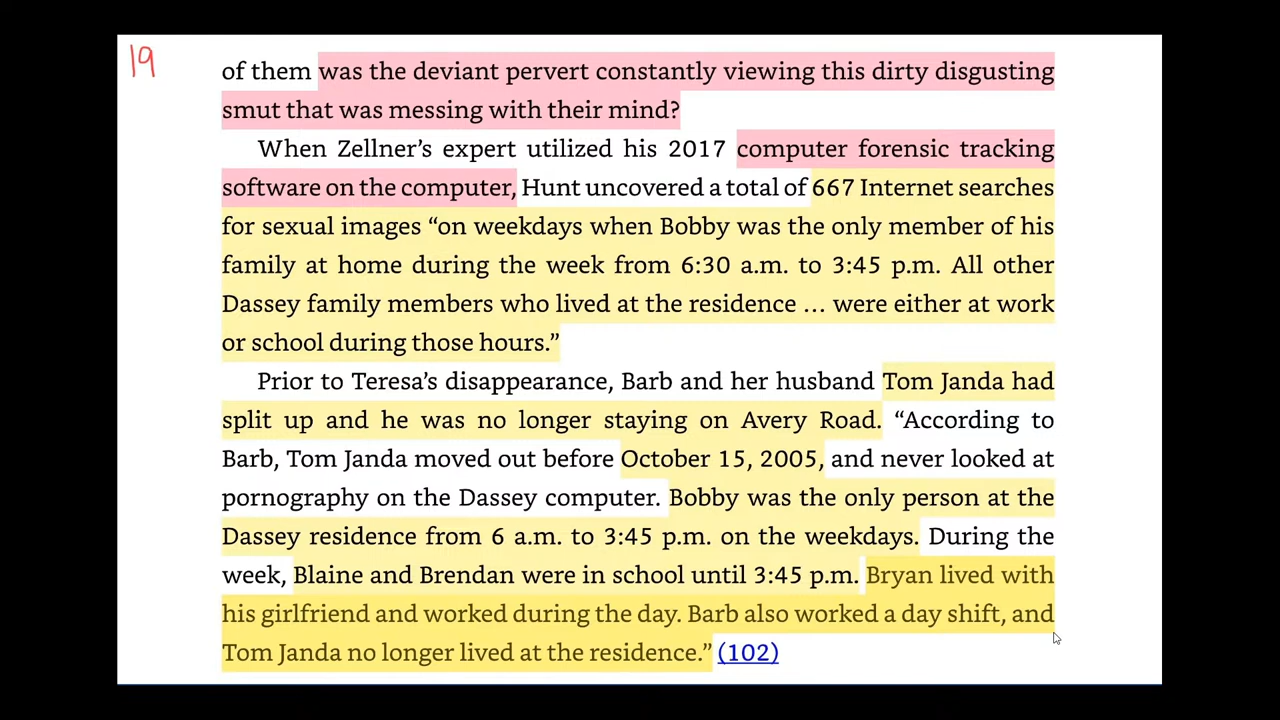 19
of them was the deviant pervert constantly viewing this dirty disgusting
smut that was messing with their mind?
When Zellner’s expert utilized his 2017 computer forensic tracking
software on the computer, Hunt uncovered a total of 667 Internet searches
for sexual images “on weekdays when Bobby was the only member of his
family at home during the week from 6:30 a.m. to 3:45 p.m. All other
Dassey family members who lived at the residence … were either at work
or school during those hours.”
Prior to Teresa’s disappearance, Barb and her husband Tom Janda had
split up and he was no longer staying on Avery Road. “According to
Barb, Tom Janda moved out before October 15, 2005, and never looked at
pornography on the Dassey computer. Bobby was the only person at the
Dassey residence from 6 a.m. to 3:45 p.m. on the weekdays. During the
week, Blaine and Brendan were in school until 3:45 p.m. Bryan lived with
his girlfriend and worked during the day. Barb also worked a day shift, and
Tom Janda no longer lived at the residence.” (102)